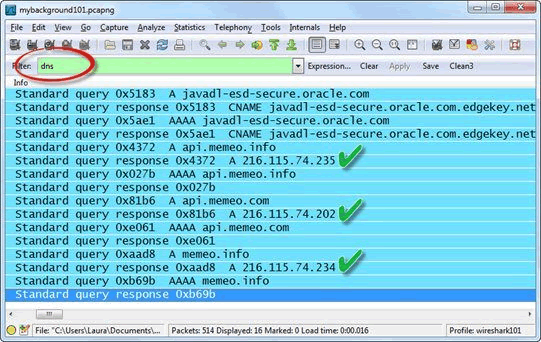 mybackground101.pcapng
File Edit View Go Capture Analyze Statistics Telephony Tools Internals Help
Filter: dns Expression... Clear Apply Save Clean3
Info
Standard query 0x5183 A javadl-esd-secure.oracle.com
Standard query response 0x5183 CNAME javadl-esd-secure.oracle.com.edgekey.net
Standard query 0x5ae1 AAAA javadl-esd-secure.oracle.com
Standard query response 0x5ae1 CNAME javadl-esd-secure.oracle.com.edgekey.net
Standard query 0x4372 A api.memeo.info
Standard query response 0x4372 A 216.115.74.235
Standard query 0x027b AAAA api.memeo.info
Standard query response 0x027b
Standard query 0x81b6 A api.memeo.com
Standard query response 0x81b6 A 216.115.74.202
Standard query 0xe061 AAAA api.memeo.com
Standard query response 0xe061
Standard query 0xaad8 A memeo.info
Standard query response 0xaad8 A 216.115.74.234
Standard query 0xb69b AAAA memeo.info
Standard query response 0xb69b
File: "C:\Users\Laura\Documents\... Packets: 514 Displayed: 16 Marked: 0 Load time: 0:00.016 Profile: wireshark101